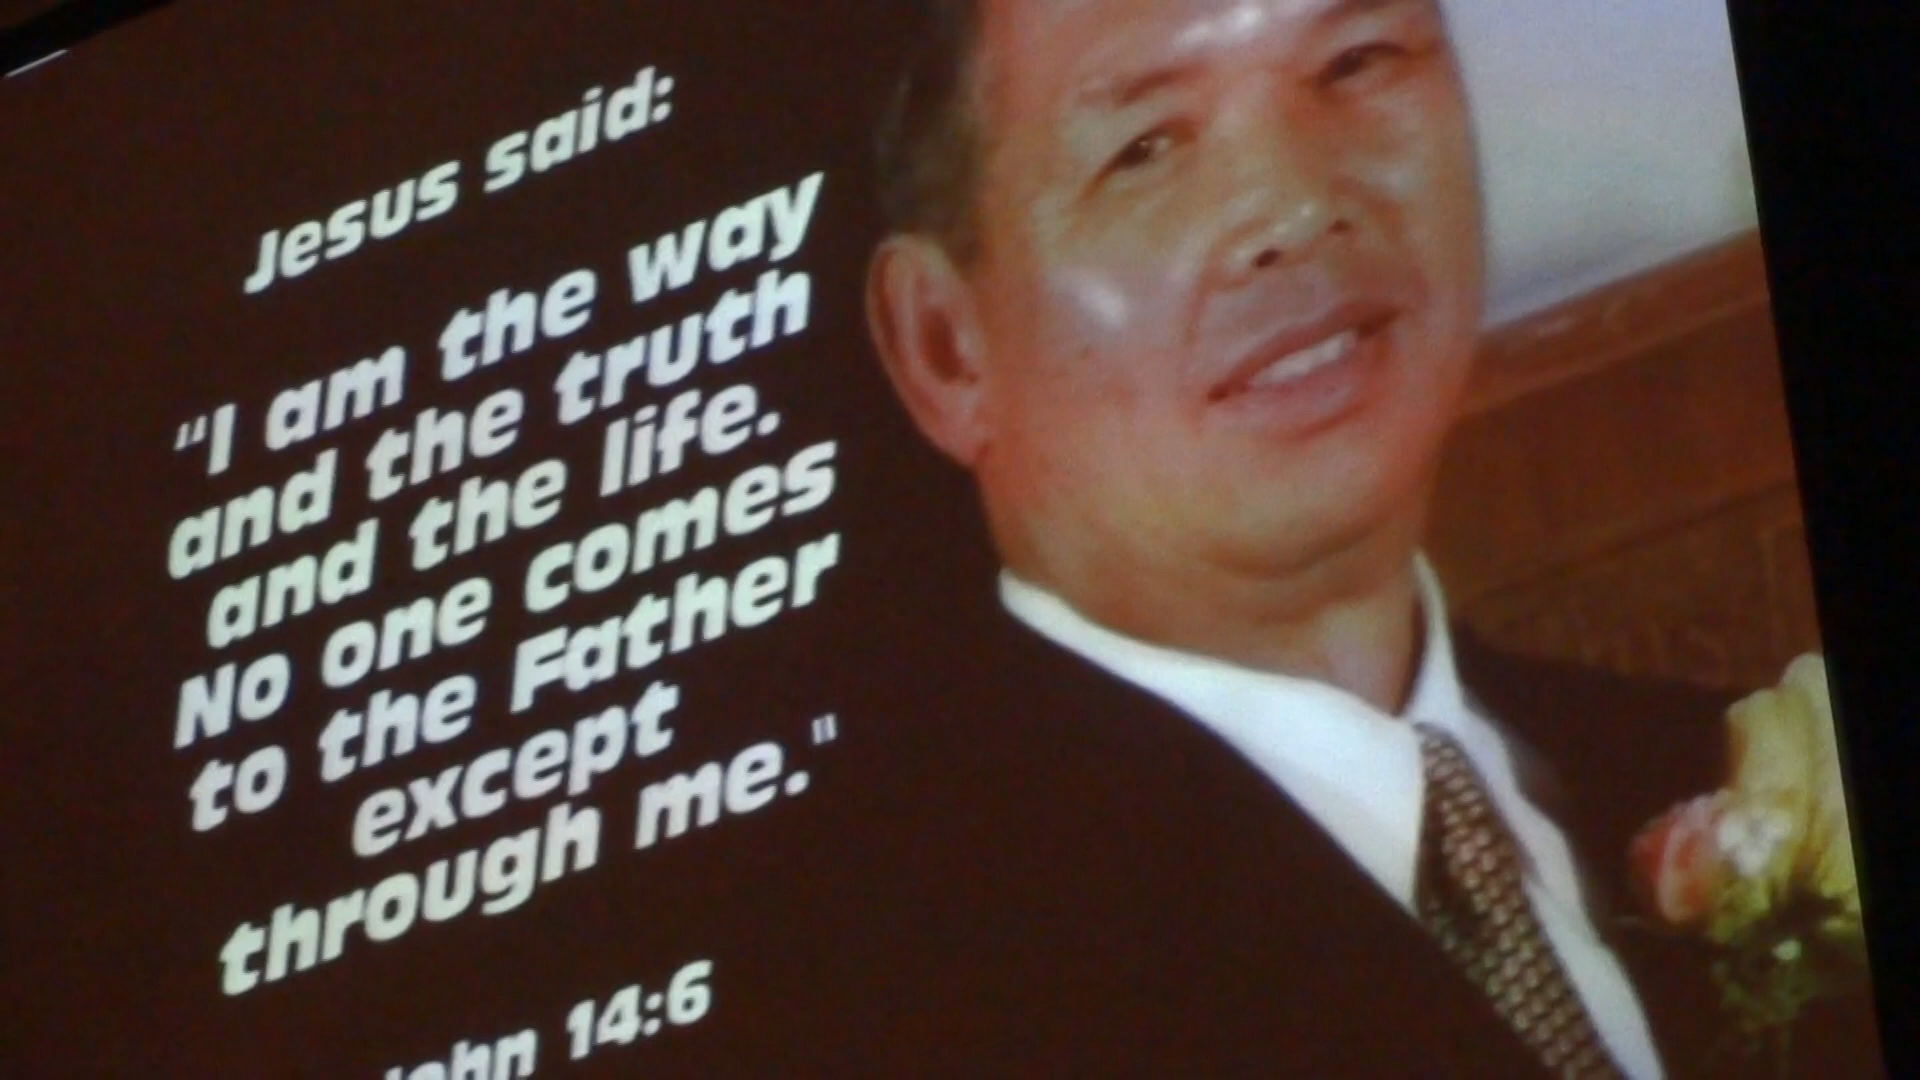 Jesus said:
“I am the way
and the truth
and the life.
No one comes
to the Father
except
through me."
John 14:6